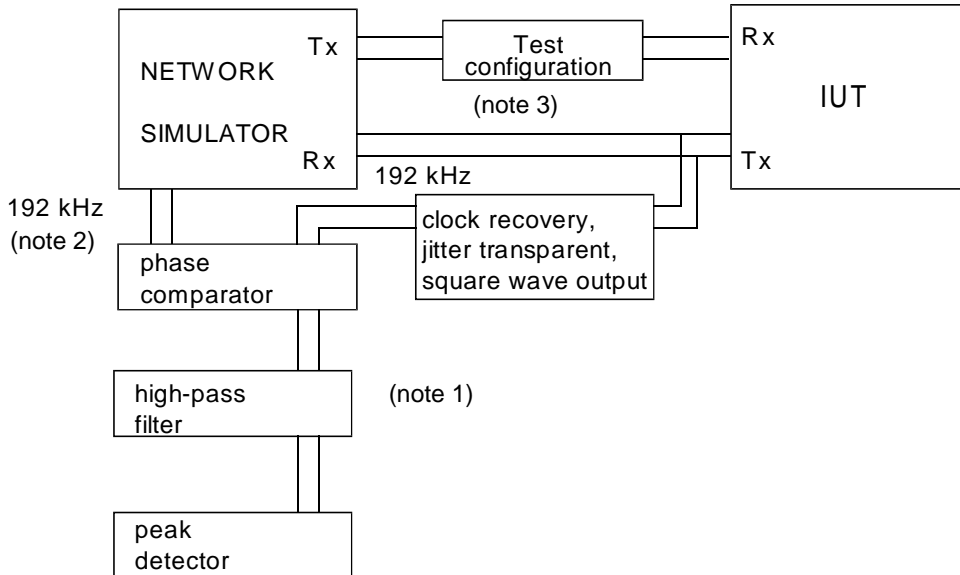 Tx
NETWORK
SIMULATOR
Rx
Test
configuration
(note 3)
Rx
IUT
Tx
192 kHz
192 kHz
(note 2)
clock recovery,
jitter transparent,
square wave output
phase
comparator
high-pass
filter
(note 1)
peak
detector